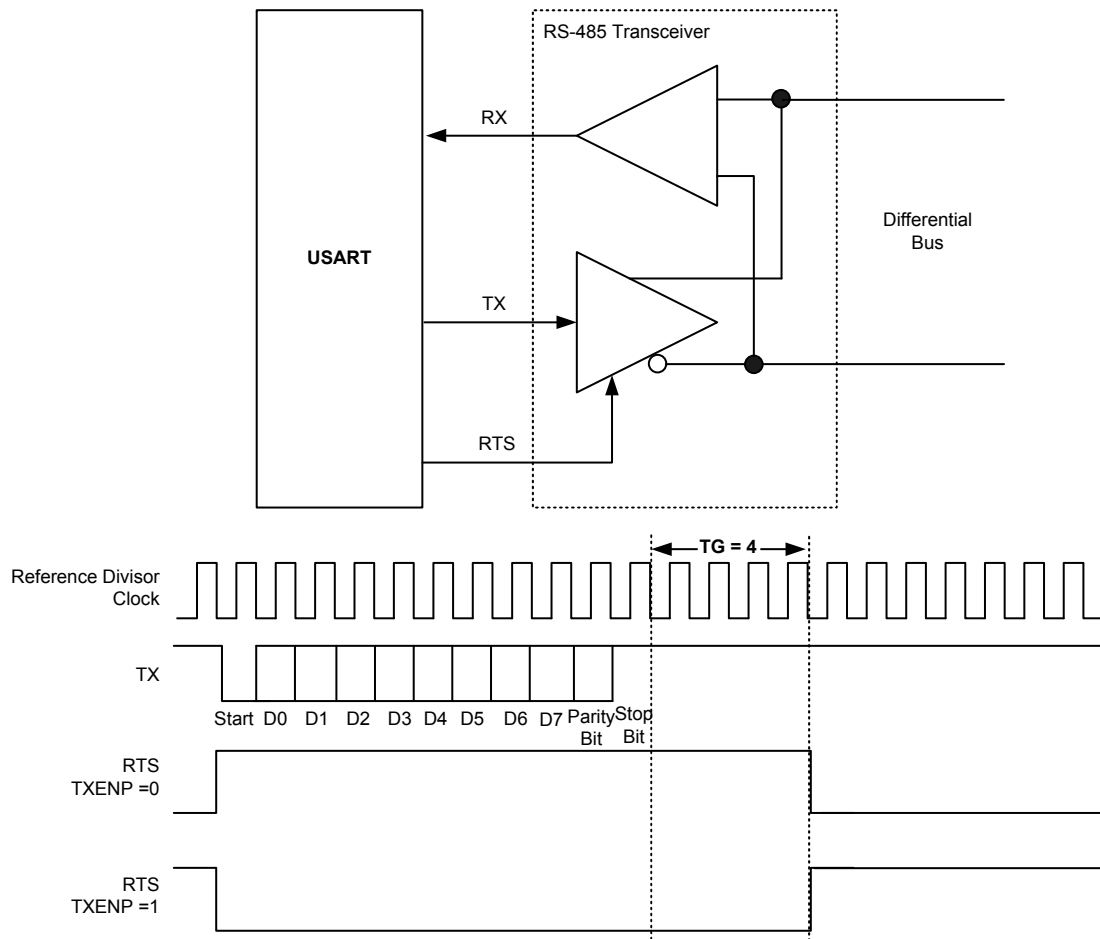 RS-485 Transceiver
RX
USART
Differential
Bus
TX
RTS
TG = 4
Reference Divisor
Clock
TX
Start D0 D1 D2 D3 D4 D5 D6 D7 Parity Stop
Bit Bit
RTS
TXENP =0
RTS
TXENP =1